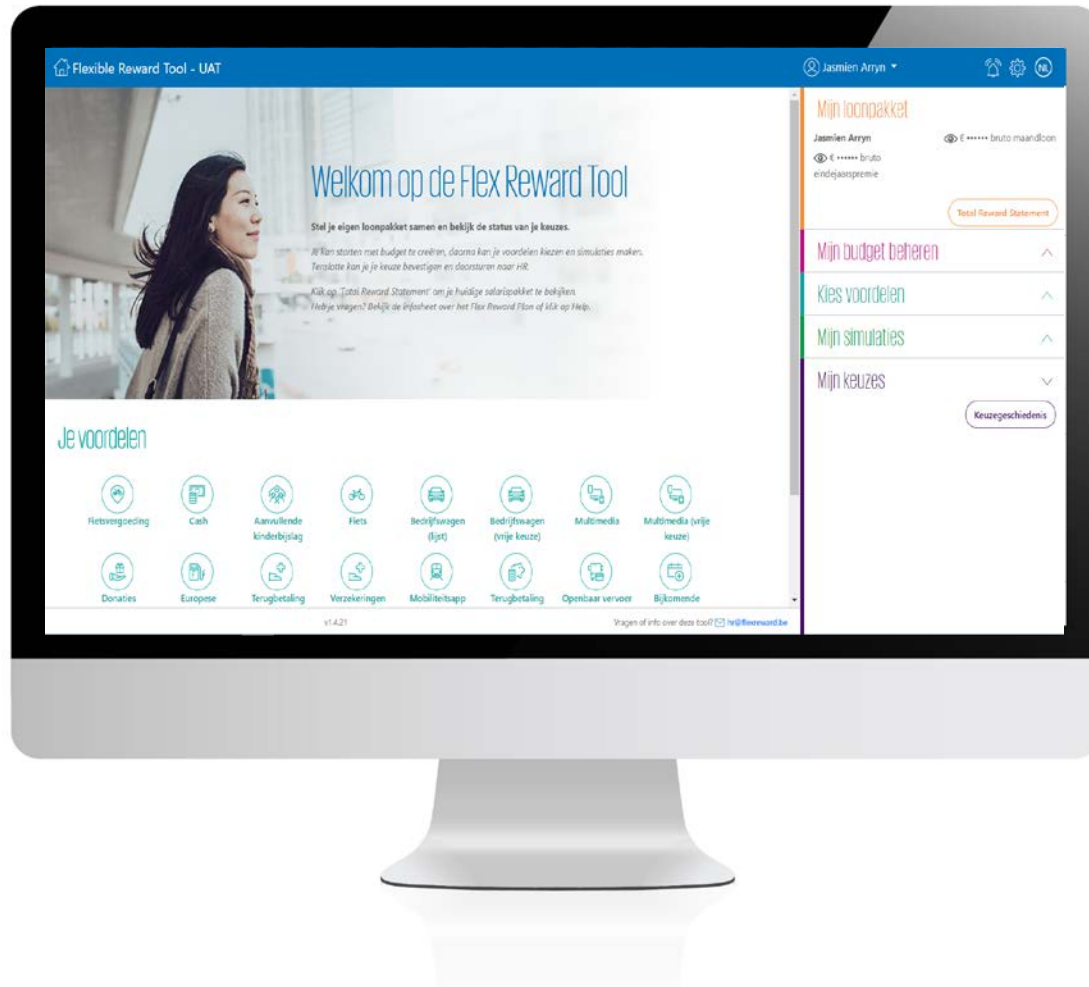 Flexible Reward Tool - UAT
Jasmien Arryn
NL
Welkom op de Flex Reward Tool
Stel je eigen loonpakket samen en bekijk de status van je keuzes.
Je kan starten met budget te creëren, daarna kan je voordelen kiezen en simulaties maken.
Tenslotte kan je je keuze bevestigen en doorsturen naar HR.
Klik op 'Total Reward Statement' om je huidige salarispakket te bekijken.
Heb je vragen? Bekijk de infosheet over het Flex Reward Plan of klik op Help.
Je voordelen
Fietsvergoeding
Cash
Aanvullende
kinderbijslag
Fiets
Bedrijfswagen
(lijst)
Bedrijfswagen
(vrije keuze)
Multimedia
Multimedia (vrije
keuze)
Donaties
Europese
Terugbetaling
Verzekeringen
Mobiliteitsapp
Terugbetaling
Openbaar vervoer
Bijkomende
v1.4.21
Vragen of info over deze tool? hr@flexreward.be
Mijn loonpakket
Jasmien Arryn
€ •••••• bruto maandloon
€ •••••• bruto
eindejaarspremie
Total Reward Statement
Mijn budget beheren
Kies voordelen
Mijn simulaties
Mijn keuzes
Keuzegeschiedenis